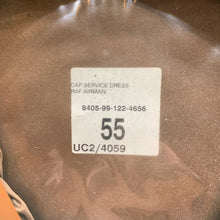 CAP SERVICE DRESS
RAF AIRMAN
8405-99-122-4656
55
UC2/4059